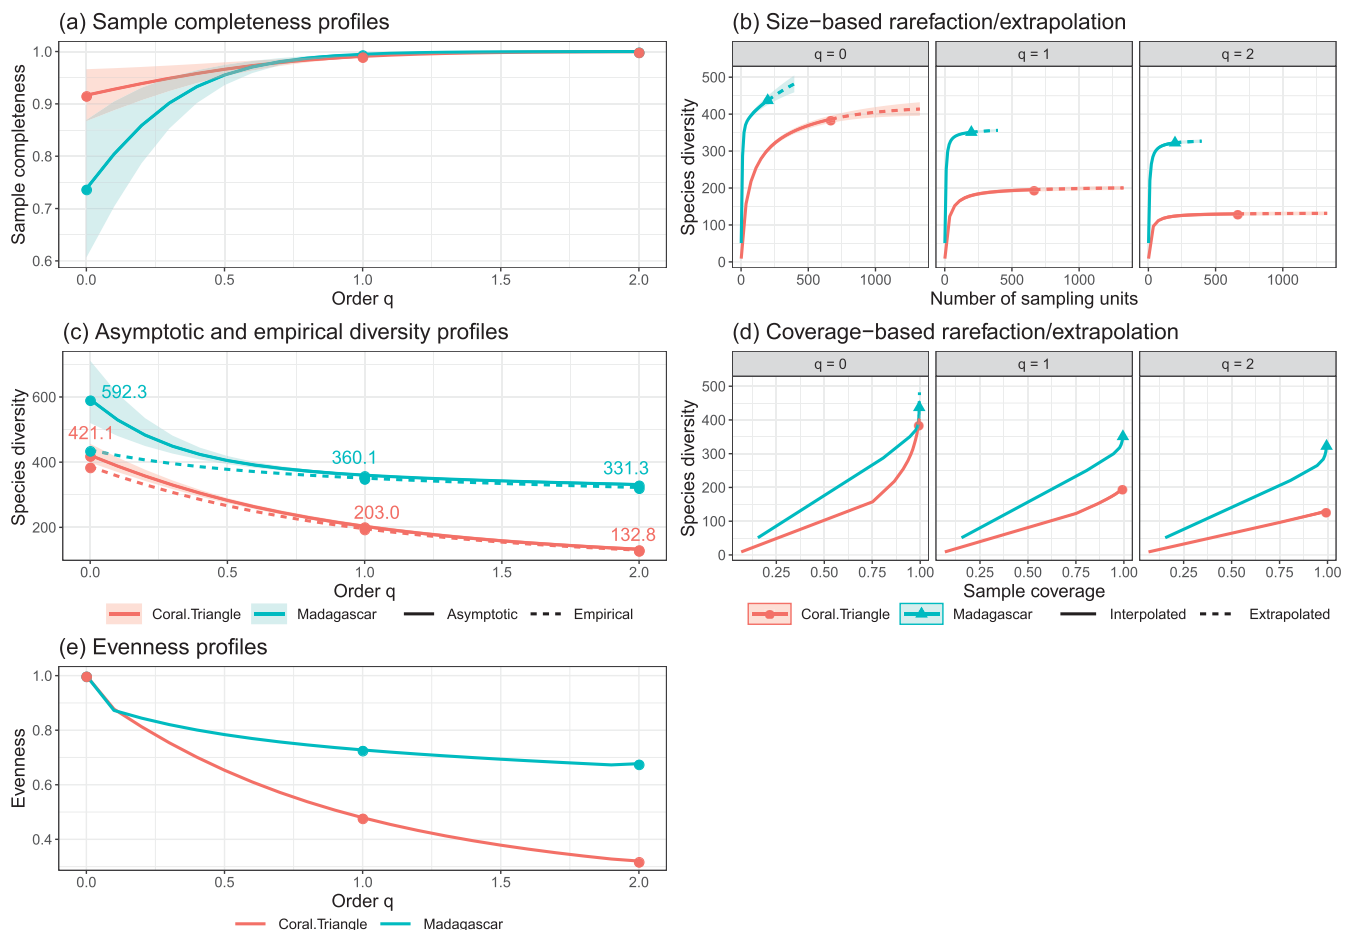 (a) Sample completeness profiles
Sample completeness
1.0
0.9
0.8
0.7
0.6
0.0
0.5
1.0
1.5
2.0
Order q
(b) Size−based rarefaction/extrapolation
q = 0
q = 1
q = 2
Species diversity
500
400
300
200
100
0
0
500
1000
0
500
1000
0
500
1000
Number of sampling units
(c) Asymptotic and empirical diversity profiles
Species diversity
600
400
200
592.3
421.1
360.1
331.3
203.0
132.8
0.0
0.5
1.0
1.5
2.0
Order q
Coral.Triangle
Madagascar
Asymptotic
Empirical
(d) Coverage−based rarefaction/extrapolation
q = 0
q = 1
q = 2
Species diversity
500
400
300
200
100
0
0.25
0.50
0.75
1.00
0.25
0.50
0.75
1.00
0.25
0.50
0.75
1.00
Sample coverage
Coral.Triangle
Madagascar
Interpolated
Extrapolated
(e) Evenness profiles
Evenness
1.0
0.8
0.6
0.4
0.0
0.5
1.0
1.5
2.0
Order q
Coral.Triangle
Madagascar